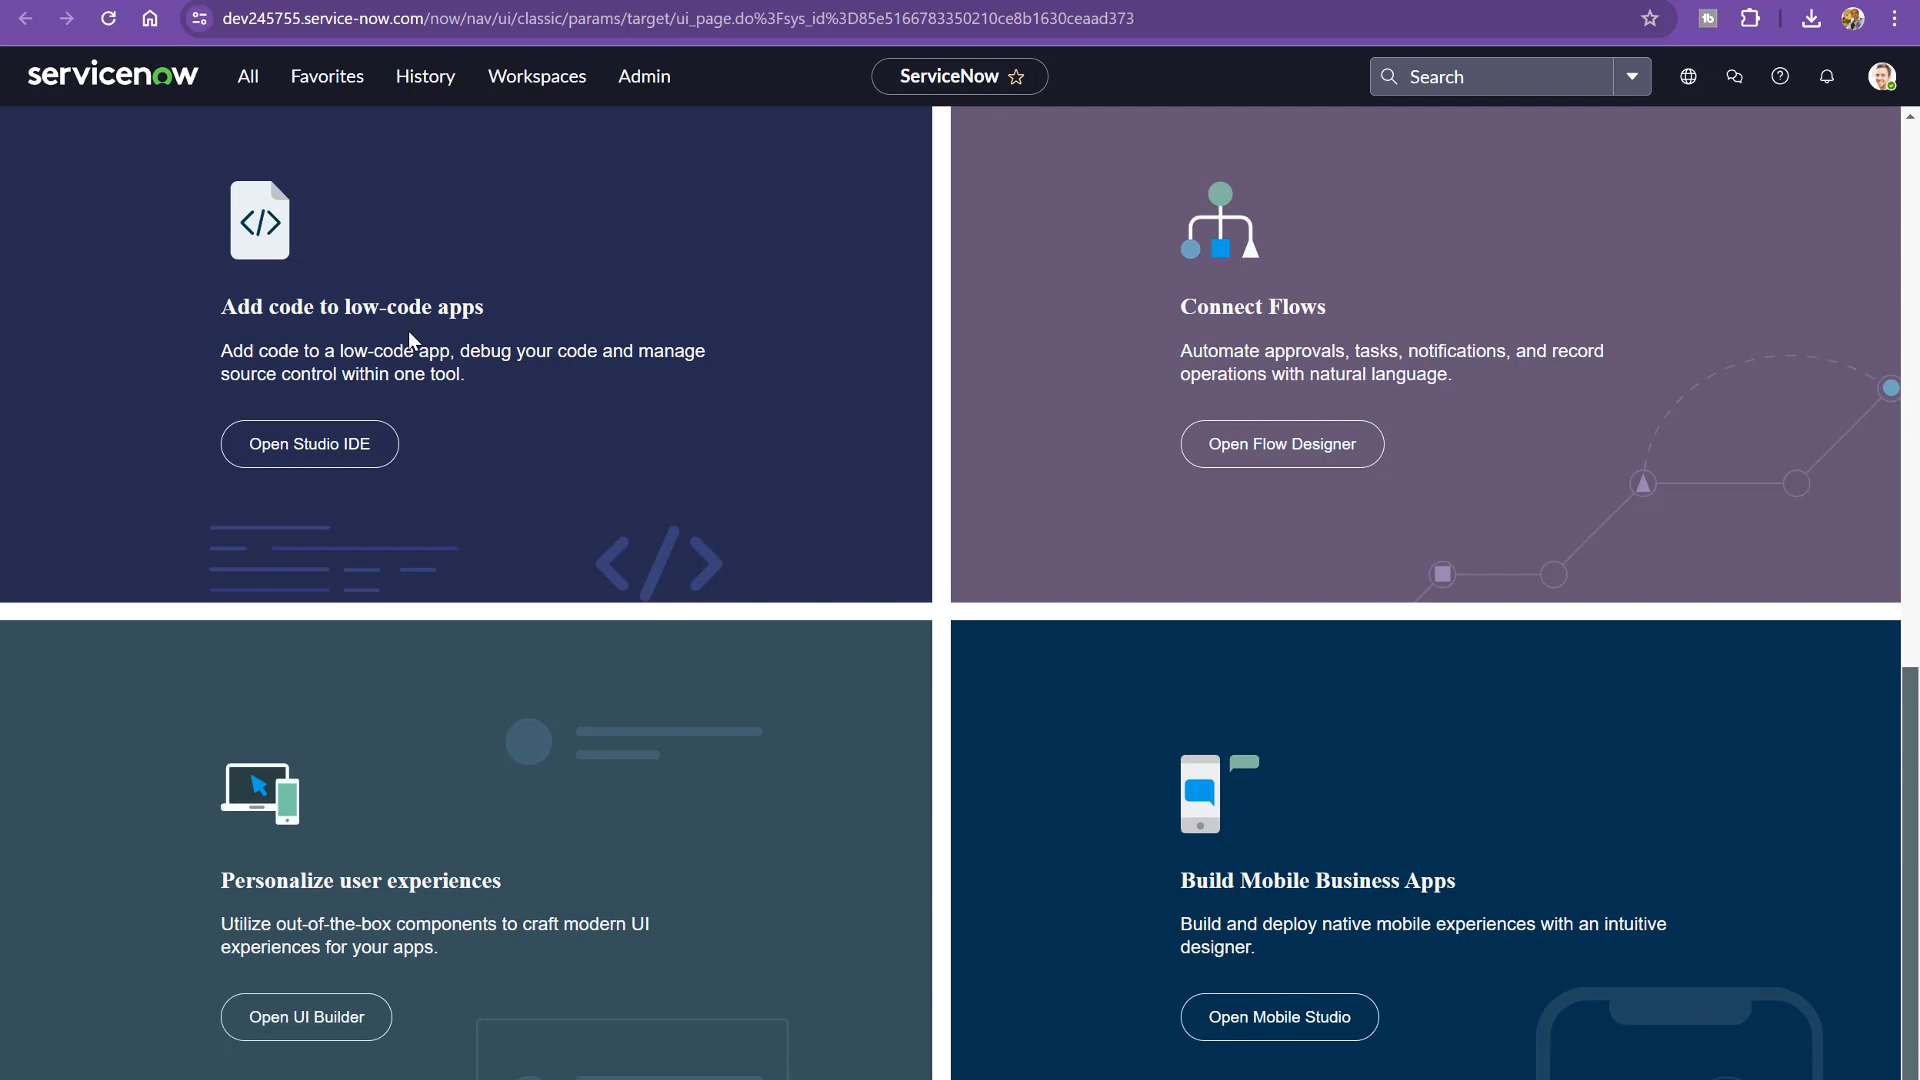 dev245755.service-now.com/now/nav/ui/classic/params/target/ui_page.do%3Fsys_id%3D85e5166783350210ce8b1630ceaad373
servicenow All Favorites History Workspaces Admin ServiceNow Search
Add code to low-code apps
Add code to a low-code app, debug your code and manage
source control within one tool.
Open Studio IDE
Connect Flows
Automate approvals, tasks, notifications, and record
operations with natural language.
Open Flow Designer
Personalize user experiences
Utilize out-of-the-box components to craft modern UI
experiences for your apps.
Open UI Builder
Build Mobile Business Apps
Build and deploy native mobile experiences with an intuitive
designer.
Open Mobile Studio